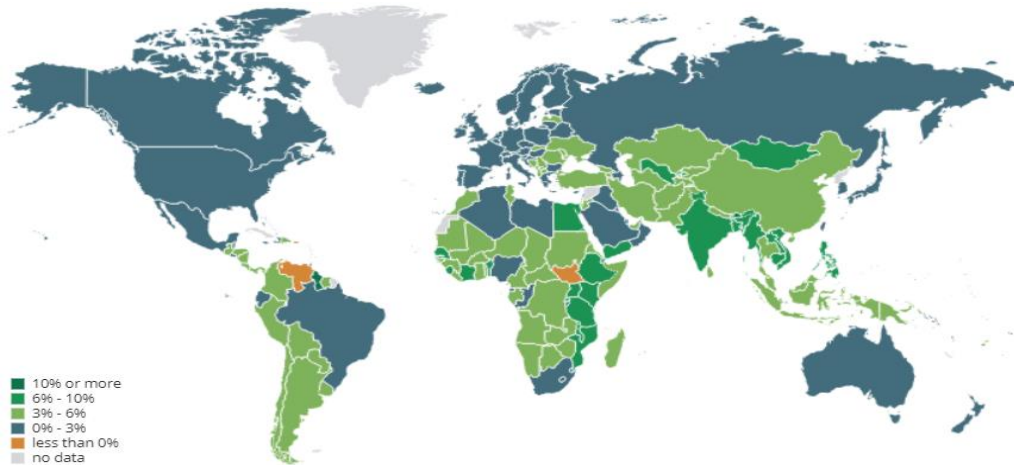 10% or more
6% - 10%
3% - 6%
0% - 3%
less than 0%
no data